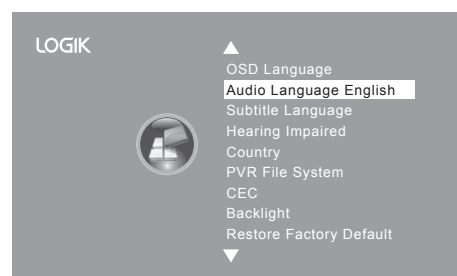 LOGIK
OSD Language
Audio Language English
Subtitle Language
Hearing Impaired
Country
PVR File System
CEC
Backlight
Restore Factory Default